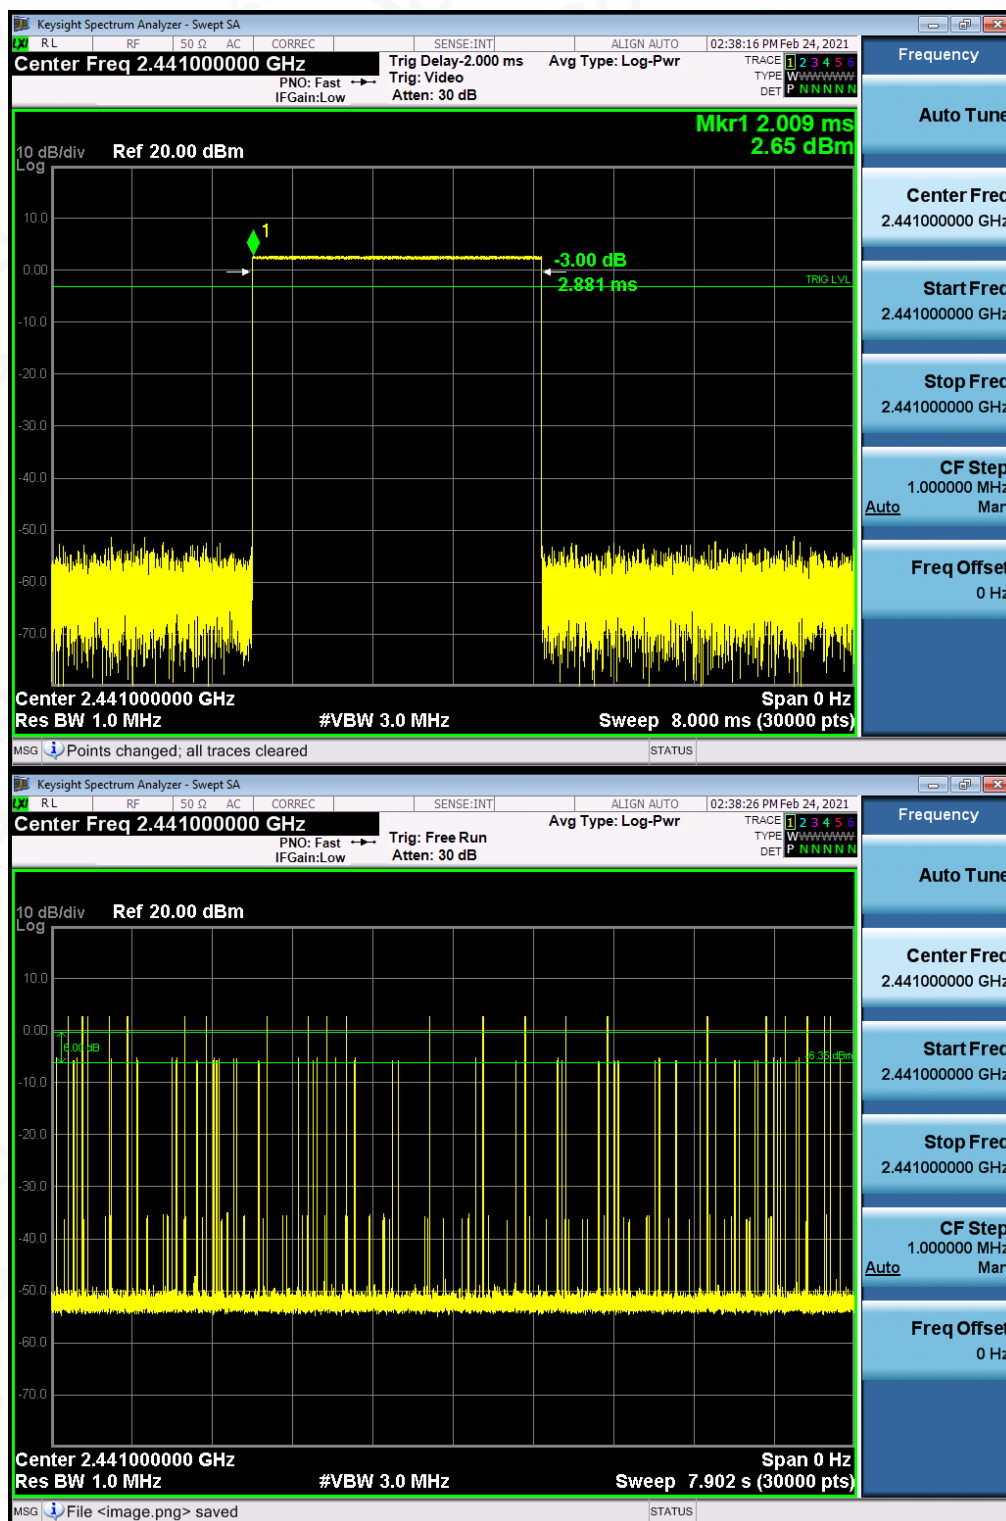 Keysight Spectrum Analyzer - Swept SA
LXI RL RF 50 Ω AC CORREC SENSE:INT ALIGN AUTO 02:38:16 PM Feb 24, 2021
Center Freq 2.441000000 GHz
PNO: Fast
IFGain:Low
Trig Delay-2.000 ms
Trig: Video
Atten: 30 dB
Avg Type: Log-Pwr
TRACE 1 2 3 4 5 6
TYPE WWWWWWW
DET P N N N N N
Mkr1 2.009 ms
2.65 dBm
10 dB/div Ref 20.00 dBm
Log
10.0
1
-3.00 dB
0.00
2.881 ms
TRIG LVL
-10.0
-20.0
-30.0
-40.0
-50.0
-60.0
-70.0
Center 2.441000000 GHz Span 0 Hz
Res BW 1.0 MHz #VBW 3.0 MHz Sweep 8.000 ms (30000 pts)
MSG Points changed; all traces cleared STATUS
Frequency
Auto Tune
Center Freq
2.441000000 GHz
Start Freq
2.441000000 GHz
Stop Freq
2.441000000 GHz
CF Step
1.000000 MHz
Auto Man
Freq Offset
0 Hz
Keysight Spectrum Analyzer - Swept SA
LXI RL RF 50 Ω AC CORREC SENSE:INT ALIGN AUTO 02:38:26 PM Feb 24, 2021
Center Freq 2.441000000 GHz
PNO: Fast
IFGain:Low
Trig: Free Run
Atten: 30 dB
Avg Type: Log-Pwr
TRACE 1 2 3 4 5 6
TYPE WWWWWWW
DET P N N N N N
10 dB/div Ref 20.00 dBm
Log
10.0
0.00
6.00 dB
-6.35 dBm
-10.0
-20.0
-30.0
-40.0
-50.0
-60.0
-70.0
Center 2.441000000 GHz Span 0 Hz
Res BW 1.0 MHz #VBW 3.0 MHz Sweep 7.902 s (30000 pts)
MSG File <image.png> saved STATUS
Frequency
Auto Tune
Center Freq
2.441000000 GHz
Start Freq
2.441000000 GHz
Stop Freq
2.441000000 GHz
CF Step
1.000000 MHz
Auto Man
Freq Offset
0 Hz